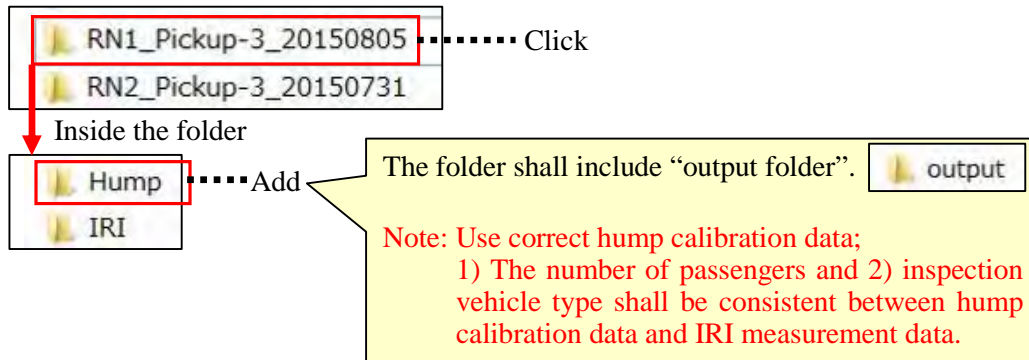 RN1_Pickup-3_20150805
Click
RN2_Pickup-3_20150731
Inside the folder
Hump
Add
IRI
The folder shall include “output folder”.
output
Note: Use correct hump calibration data;
1) The number of passengers and 2) inspection
vehicle type shall be consistent between hump
calibration data and IRI measurement data.